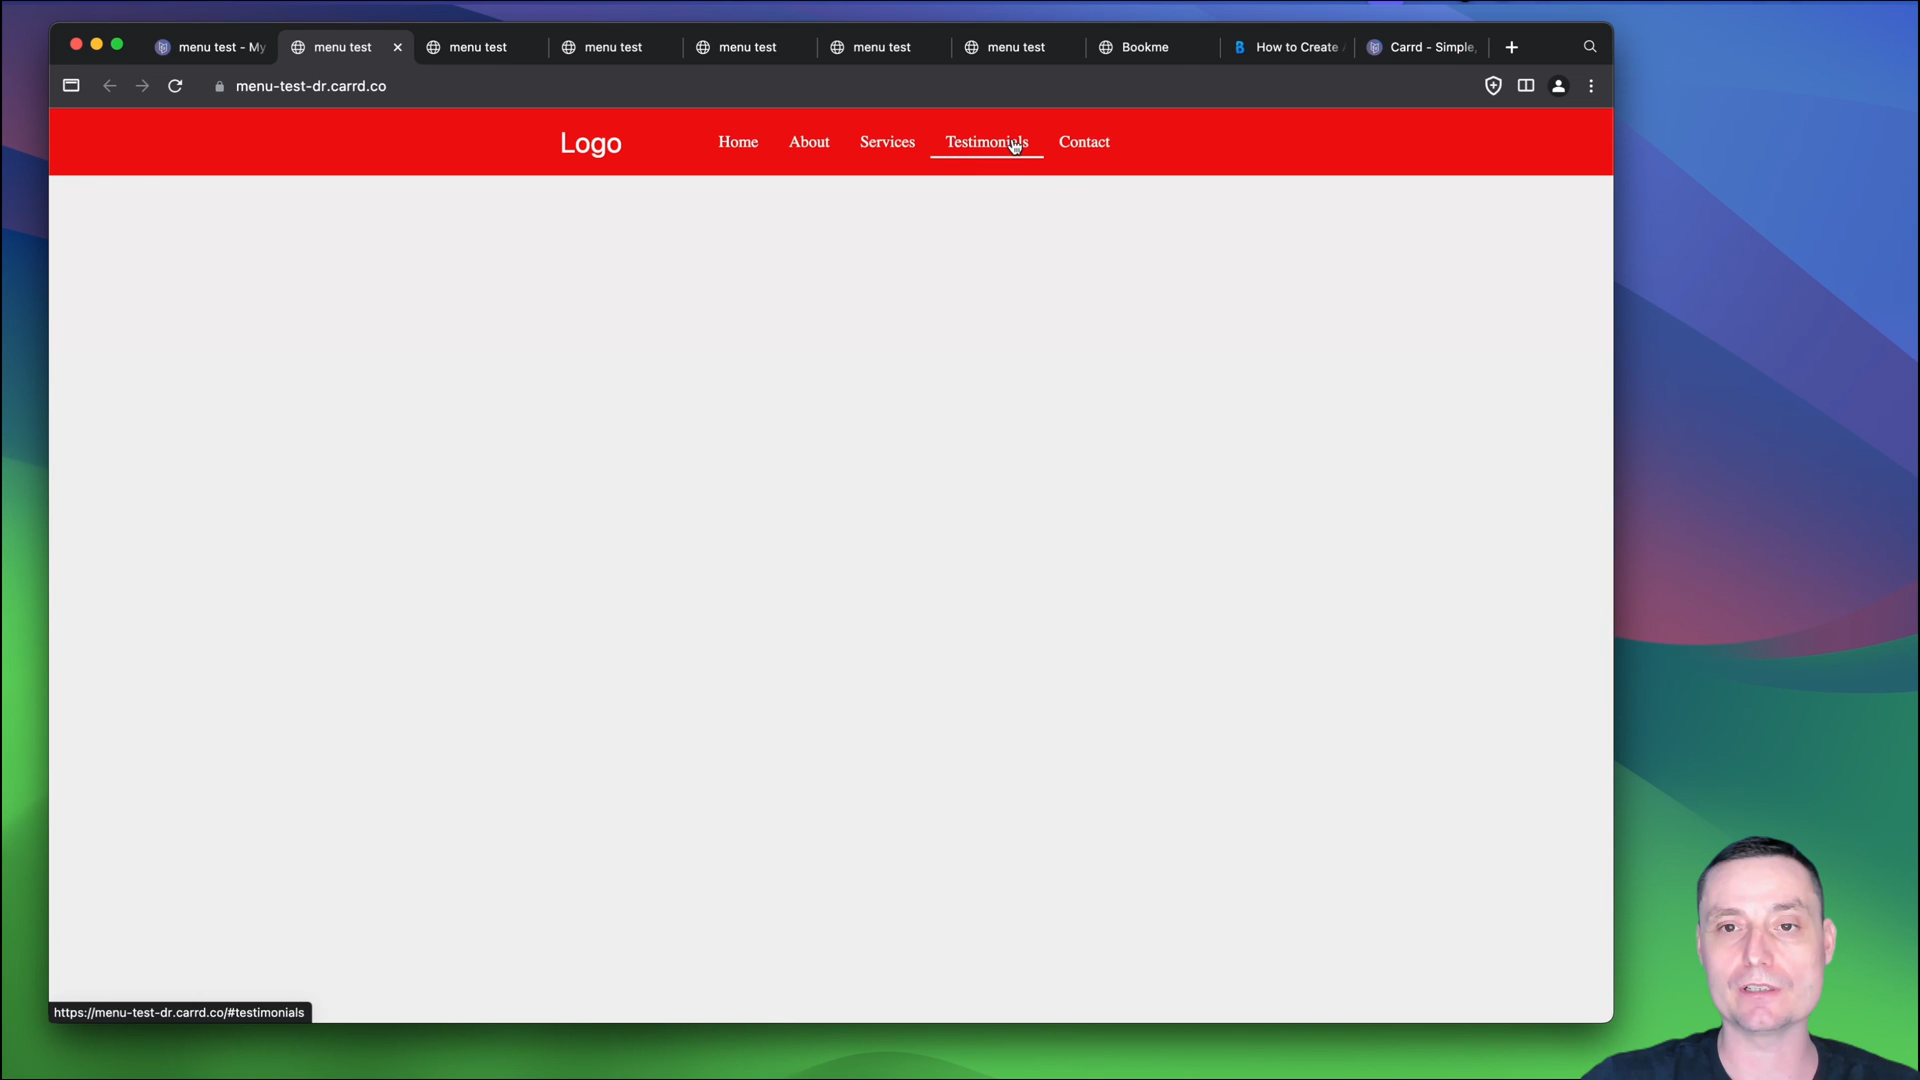 menu test - My
menu test
menu test
menu test
menu test
menu test
menu test
Bookme
How to Create
Carrd - Simple,
menu-test-dr.carrd.co
Logo
Home
About
Services
Testimonials
Contact
https://menu-test-dr.carrd.co/#testimonials